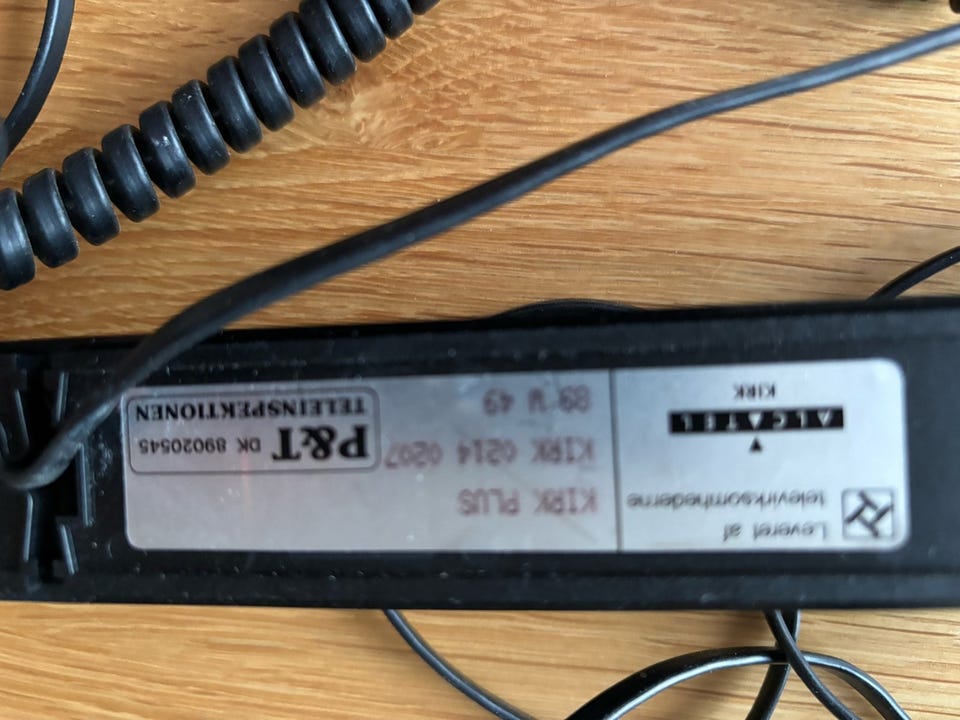 Leveret af
televirksomhederne
ALCATEL
KIRK
KIRK PLUS
KIRK 0214 0207
89 W 49
P&T DK 89020545
TELEINSPEKTIONEN